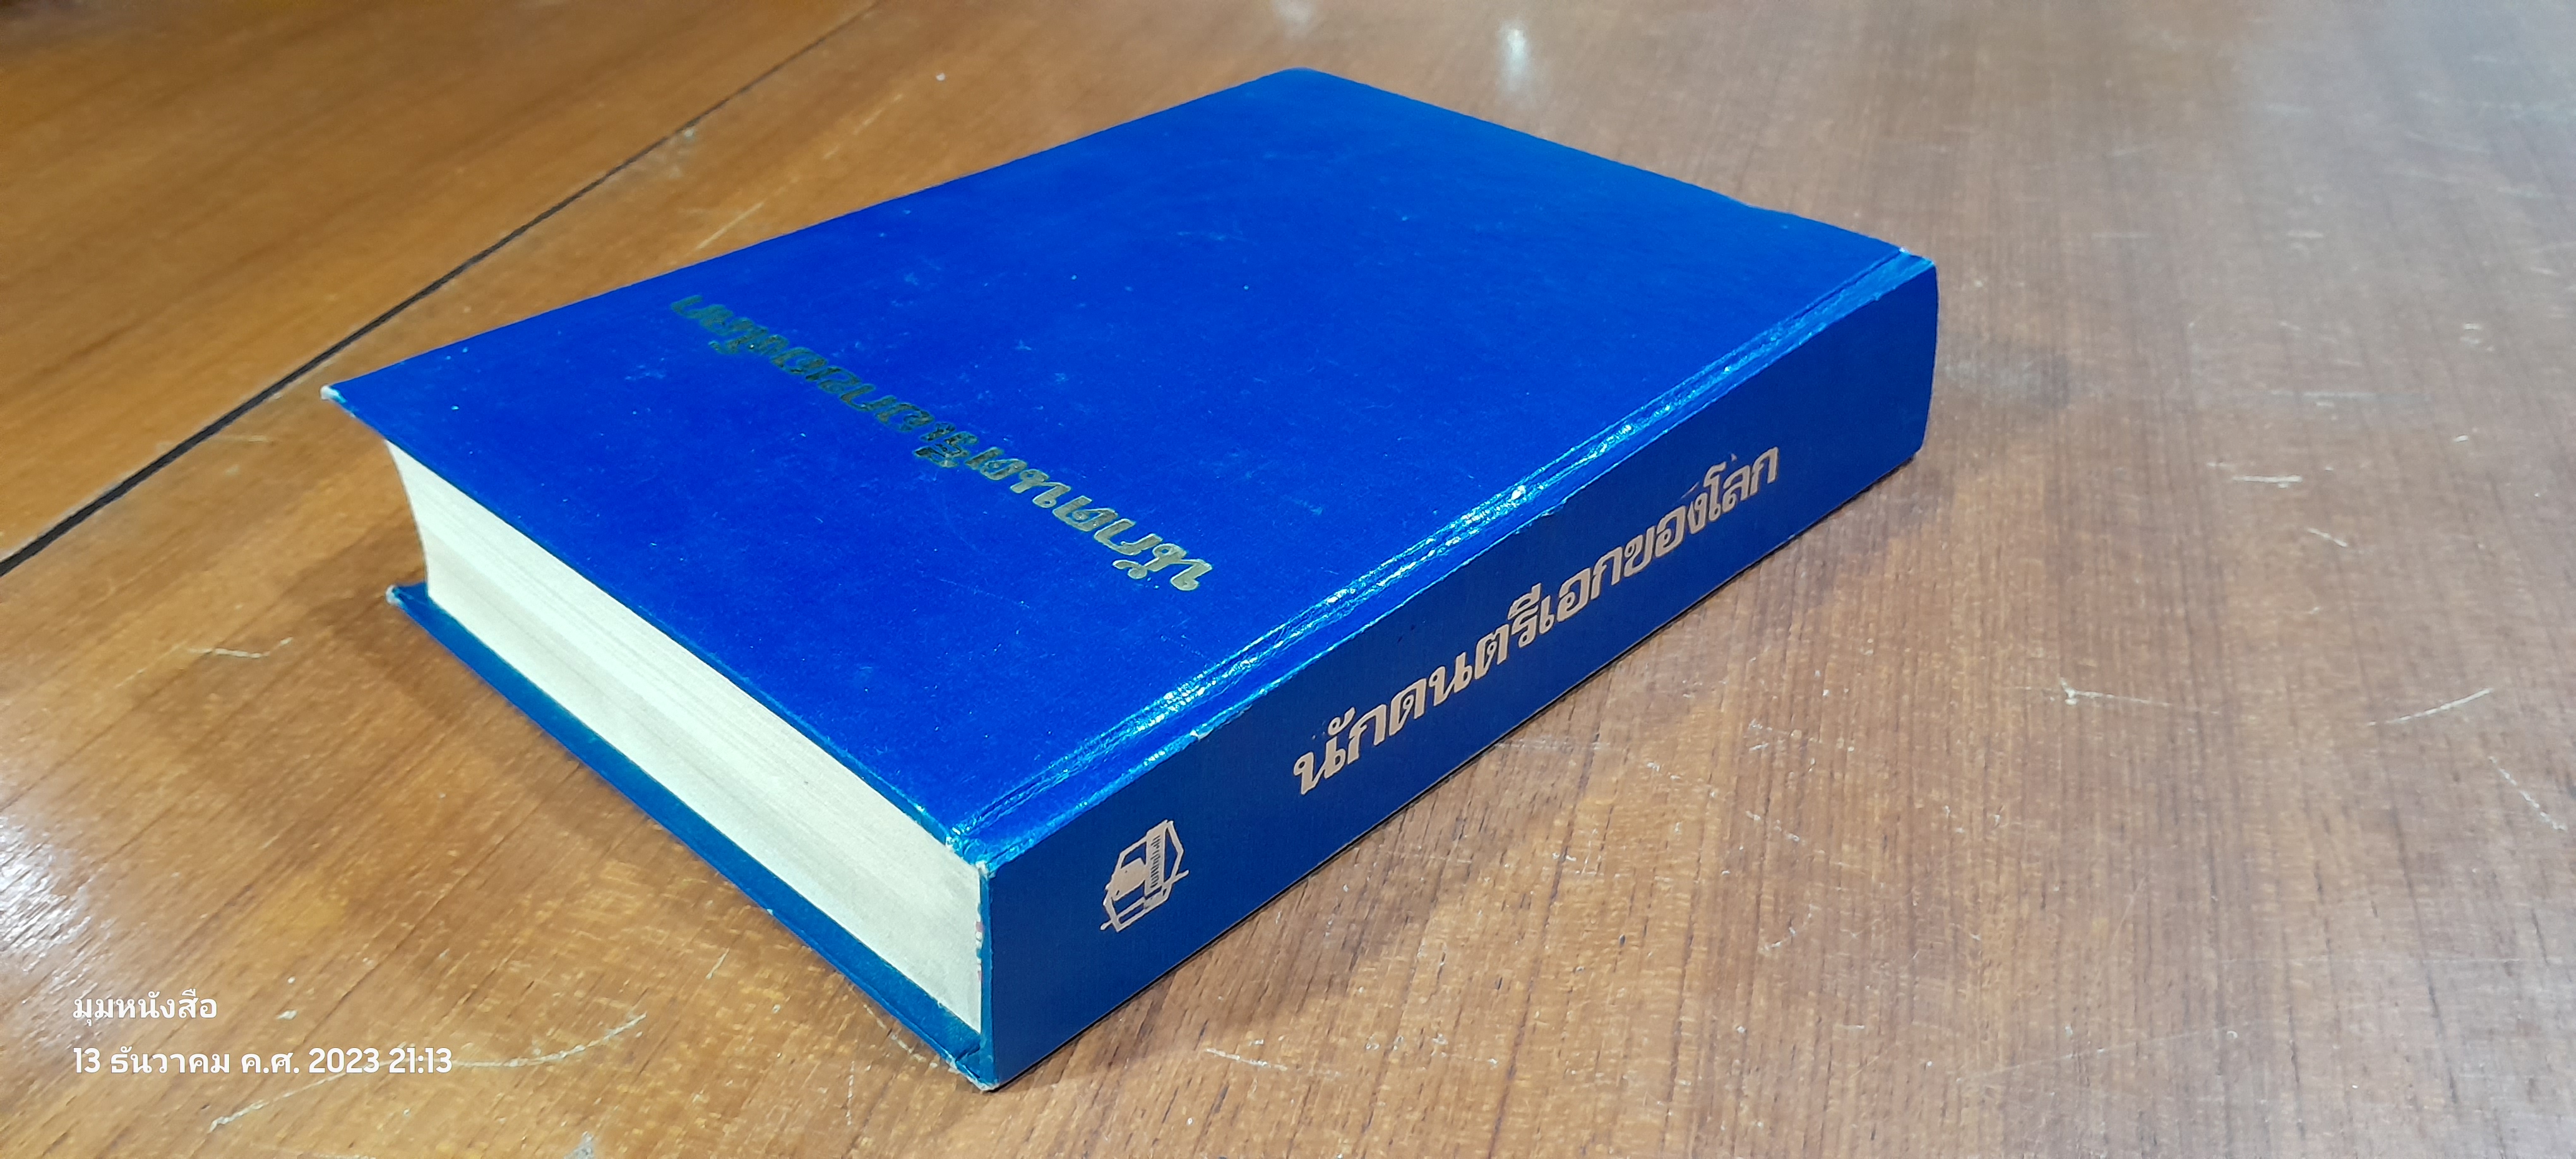 นักดนตรีเอกของโลก
นักดนตรีเอกของโลก
มุมหนังสือ
13 ธันวาคม ค.ศ. 2023 21:13